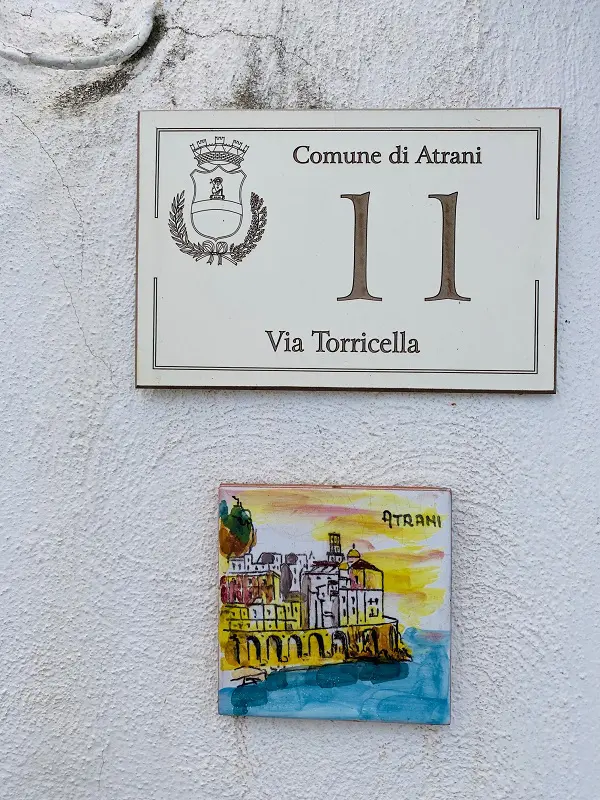 Comune di Atrani
11
Via Torricella
ATRANI